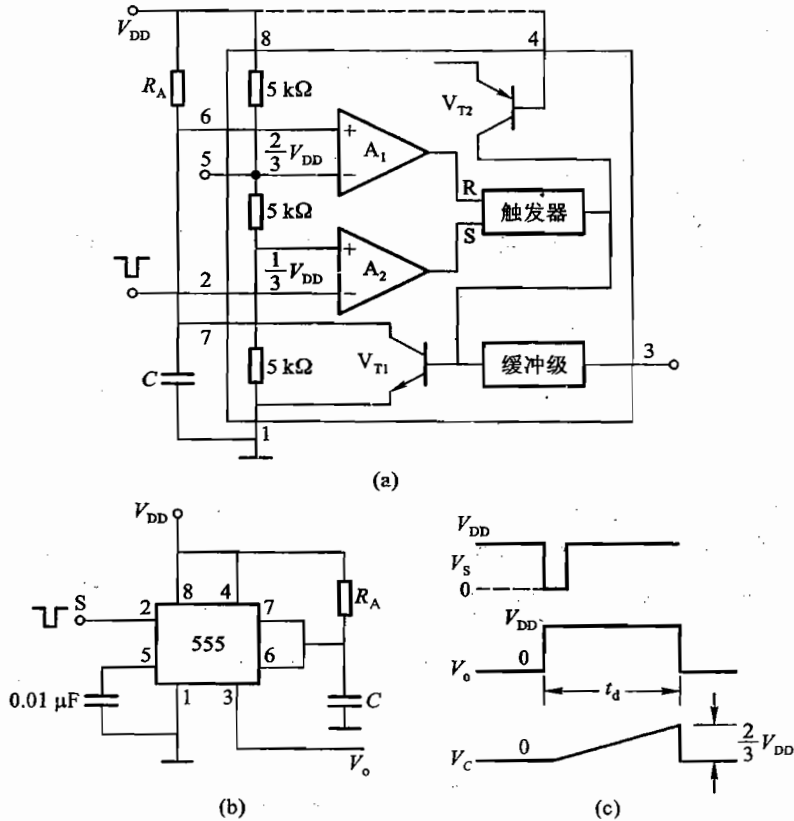 V_DD
8
4
R_A
5 kΩ
V_T2
6
+
2/3 V_DD
A_1
5
−
R
5 kΩ
触发器
S
+
1/3 V_DD
A_2
2
−
7
V_T1
缓冲级
3
C
5 kΩ
1
(a)
V_DD
8
4
R_A
S
2
7
555
5
6
0.01 μF
1
3
C
V_o
(b)
V_DD
V_S
0
V_DD
V_o
0
t_d
V_C
0
2/3 V_DD
(c)